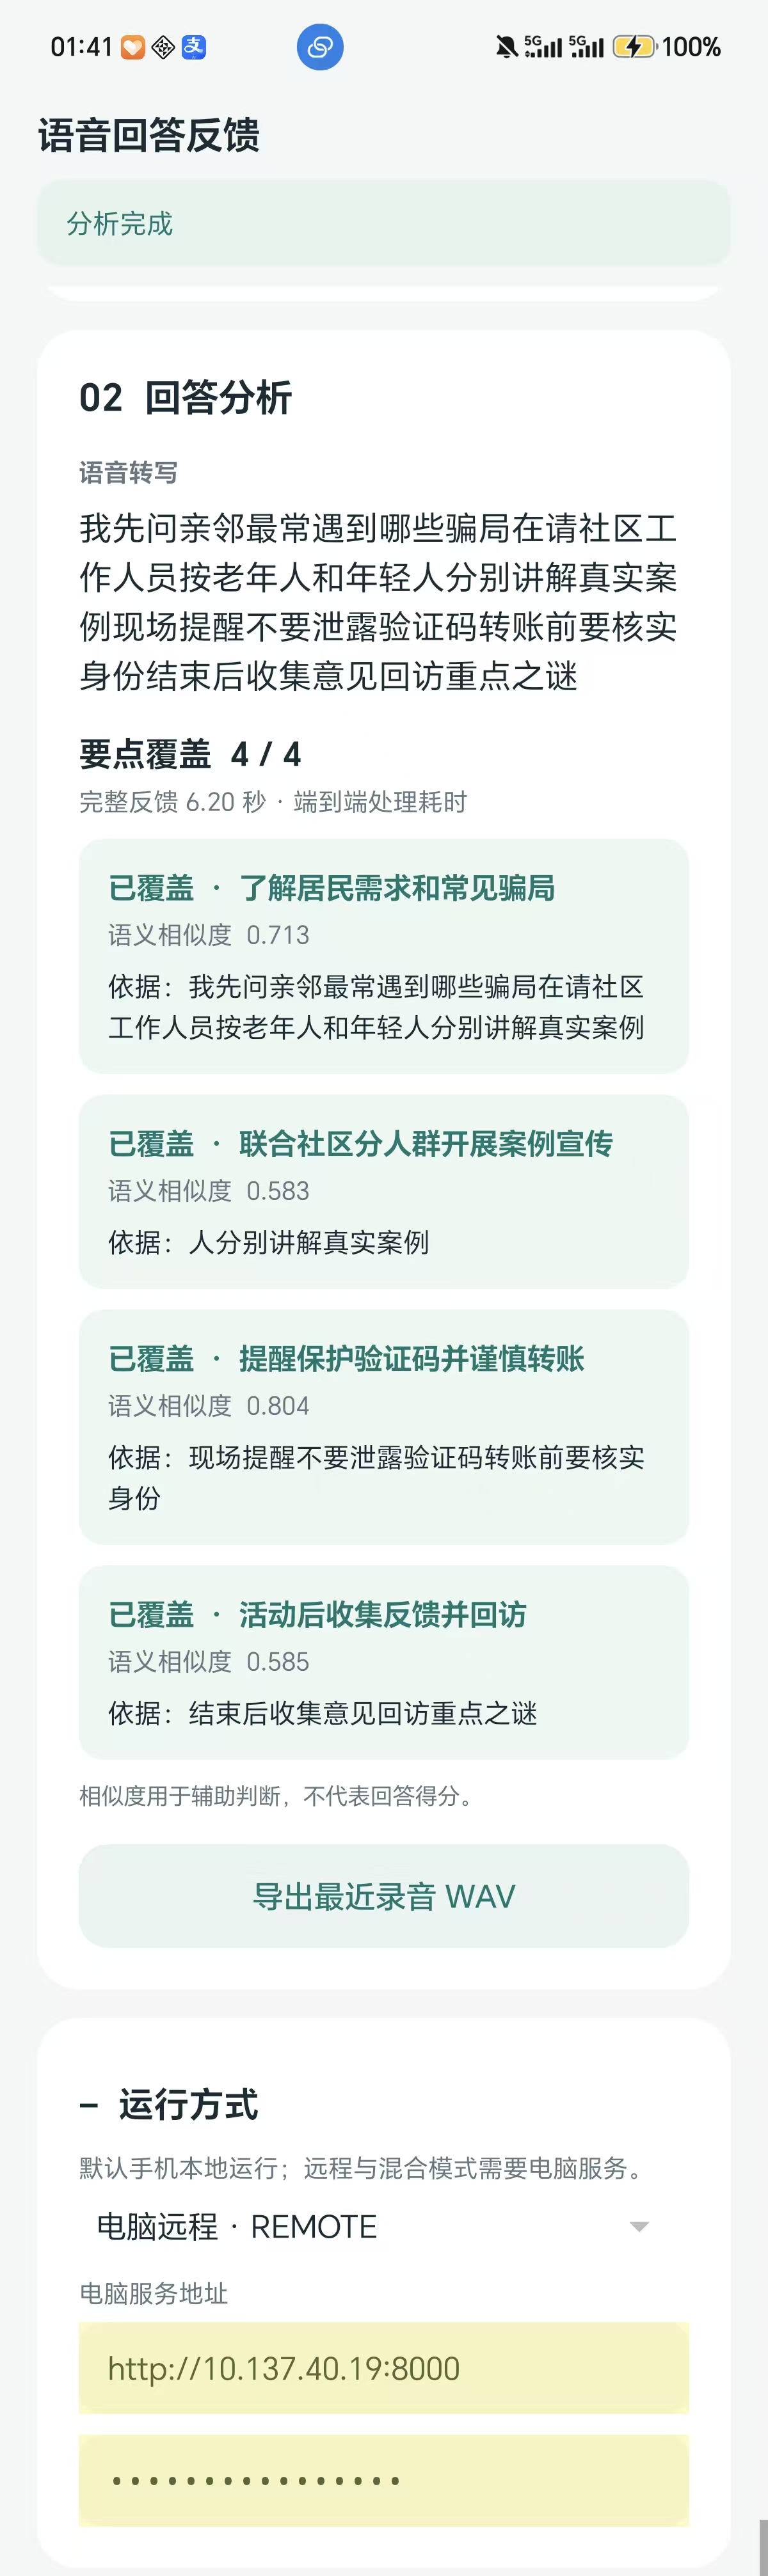 01:41 支 5G 5G 100%
语音回答反馈
分析完成
02 回答分析
语音转写
我先问亲邻最常遇到哪些骗局在请社区工
作人员按老年人和年轻人分别讲解真实案
例现场提醒不要泄露验证码转账前要核实
身份结束后收集意见回访重点之谜
要点覆盖 4 / 4
完整反馈 6.20 秒 · 端到端处理耗时
已覆盖 · 了解居民需求和常见骗局
语义相似度 0.713
依据：我先问亲邻最常遇到哪些骗局在请社区
工作人员按老年人和年轻人分别讲解真实案例
已覆盖 · 联合社区分人群开展案例宣传
语义相似度 0.583
依据：人分别讲解真实案例
已覆盖 · 提醒保护验证码并谨慎转账
语义相似度 0.804
依据：现场提醒不要泄露验证码转账前要核实
身份
已覆盖 · 活动后收集反馈并回访
语义相似度 0.585
依据：结束后收集意见回访重点之谜
相似度用于辅助判断，不代表回答得分。
导出最近录音 WAV
– 运行方式
默认手机本地运行；远程与混合模式需要电脑服务。
电脑远程 · REMOTE
电脑服务地址
http://10.137.40.19:8000
••••••••••••••••